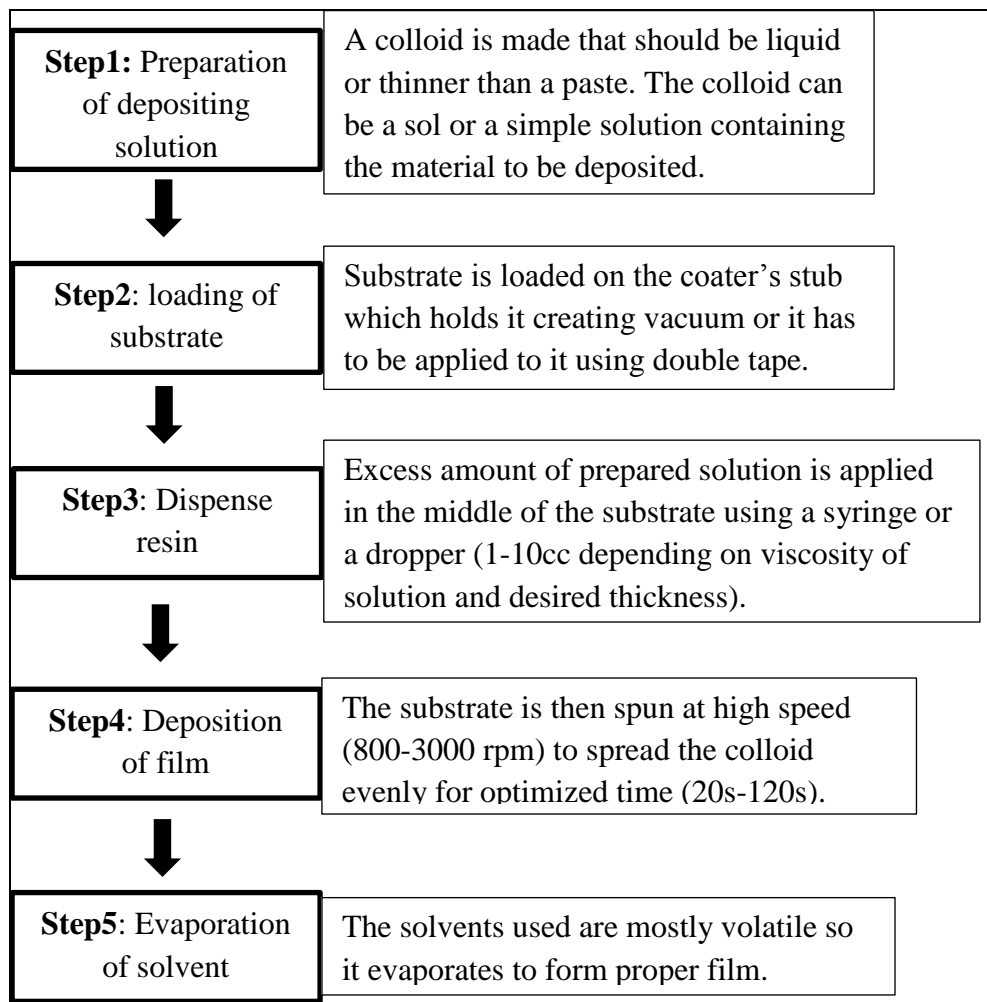 Step1: Preparation
of depositing
solution
A colloid is made that should be liquid
or thinner than a paste. The colloid can
be a sol or a simple solution containing
the material to be deposited.
Step2: loading of
substrate
Substrate is loaded on the coater’s stub
which holds it creating vacuum or it has
to be applied to it using double tape.
Step3: Dispense
resin
Excess amount of prepared solution is applied
in the middle of the substrate using a syringe or
a dropper (1-10cc depending on viscosity of
solution and desired thickness).
Step4: Deposition
of film
The substrate is then spun at high speed
(800-3000 rpm) to spread the colloid
evenly for optimized time (20s-120s).
Step5: Evaporation
of solvent
The solvents used are mostly volatile so
it evaporates to form proper film.